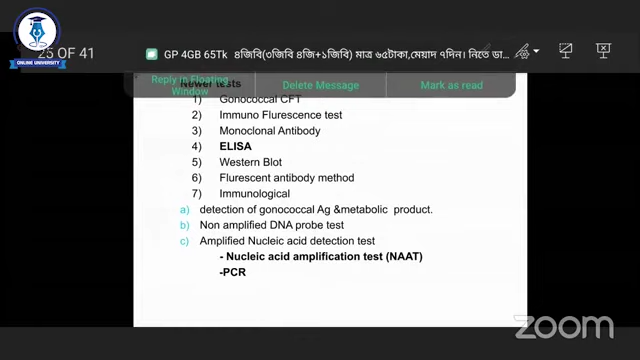 25 OF 41
ONLINE UNIVERSITY
GP 4GB 65Tk ৪জিবি(৩জিবি ৪জি+১জিবি) মাত্র ৬৫টাকা,মেয়াদ ৭দিন। নিতে ডা...
Reply in Floating Window
Delete Message
Mark as read
Newer tests
1) Gonococcal CFT
2) Immuno Flurescence test
3) Monoclonal Antibody
4) ELISA
5) Western Blot
6) Flurescent antibody method
7) Immunological
a) detection of gonococcal Ag &metabolic product.
b) Non amplified DNA probe test
c) Amplified Nucleic acid detection test
- Nucleic acid amplification test (NAAT)
-PCR
zoom